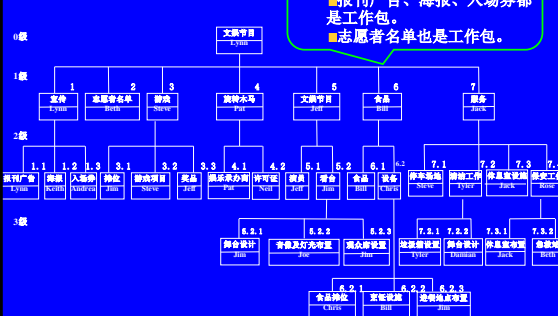 ■报刊广告、海报、入场券都
是工作包。
■志愿者名单也是工作包。
0级
文娱节目
Lynn
1级
1 2 3 4 5 6 7
宣传 志愿者名单 游戏 旋转木马 文娱节目 食品 服务
Lynn Beth Steve Pat Jeff Bill Jack
2级
1.1 1.2 1.3 3.1 3.2 3.3 4.1 4.2 5.1 5.2 6.1 6.2 7.1 7.2 7.3 7.4
报刊广告 海报 入场券 摊位 游戏项目 奖品 娱乐承办商 许可证 演员 看台 食品 设备 停车场地 清洁工作 休息室设施 保安工作
Lynn Keith Andrea Jim Steve Jeff Pat Neil Jeff Jim Bill Chris Steve Tyler Jack Rose
3级
5.2.1 5.2.2 5.2.3 7.2.1 7.2.2 7.3.1 7.3.2
舞台设计 音像及灯光布置 观众席设置 垃圾箱设置 舞台设计 休息室布置 急救站
Jim Joe Jim Tyler Damian Jack Beth
6.2.1 6.2.2 6.2.3
食品摊位 烹饪设施 进餐地点布置
Chris Bill Jim